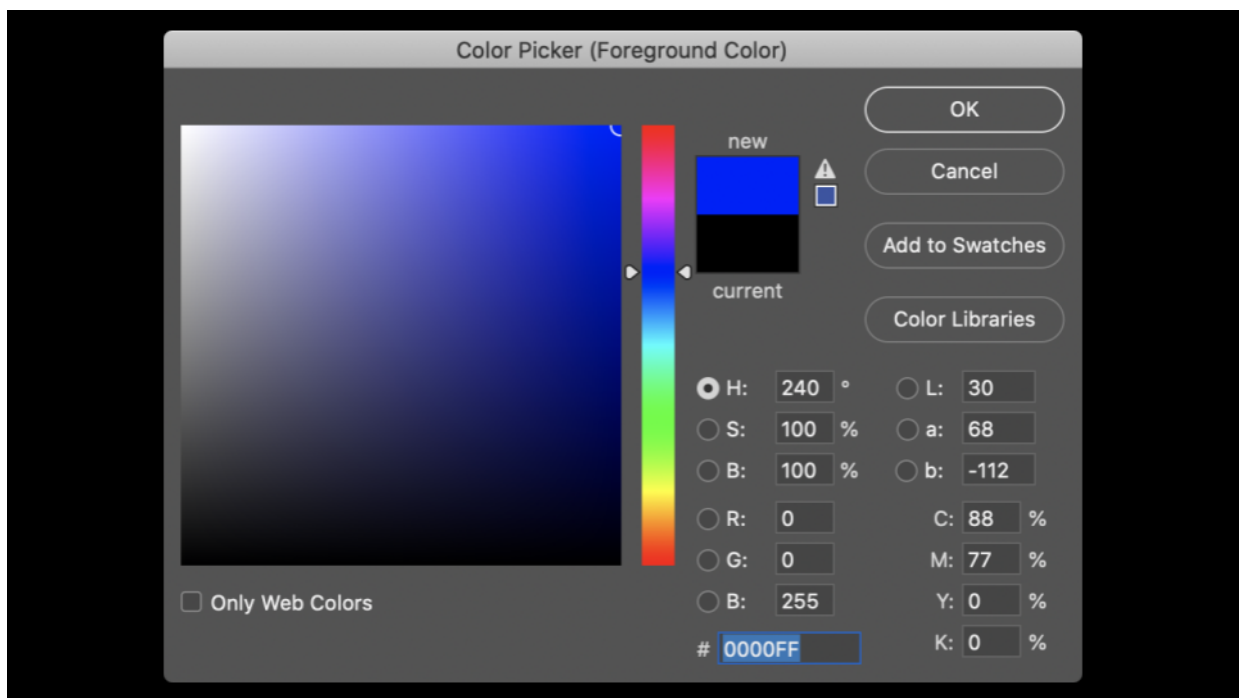 Color Picker (Foreground Color)
new
current
OK
Cancel
Add to Swatches
Color Libraries
H: 240 °
S: 100 %
B: 100 %
R: 0
G: 0
B: 255
# 0000FF
L: 30
a: 68
b: -112
C: 88 %
M: 77 %
Y: 0 %
K: 0 %
Only Web Colors